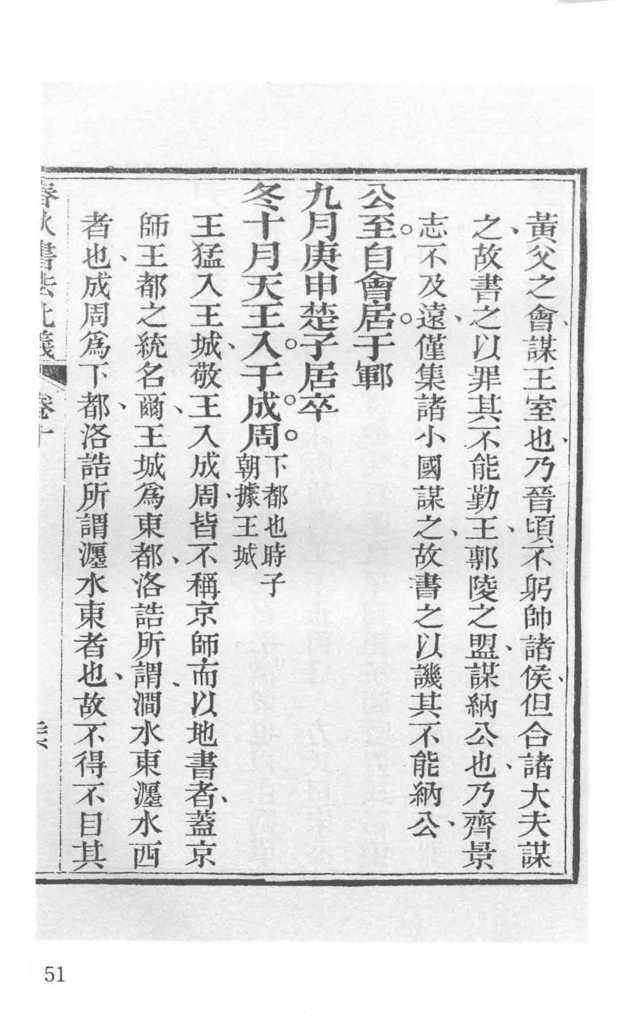 黃父之會謀王室也乃晉頃不躬帥諸侯但合諸大夫謀
之故書之以罪其不能勤王鄟陵之盟謀納公也乃齊景
志不及遠僅集諸小國謀之故書之以譏其不能納公
公至自會居于鄆
九月庚申楚子居卒
冬十月天王入于成周
下都也時子
朝據王城
王猛入王城敬王入成周皆不稱京師而以地書者蓋京
師王都之統名爾王城為東都洛誥所謂澗水東瀍水西
者也成周為下都洛誥所謂瀍水東者也故不得不目其
春秋書法比義
卷十
51